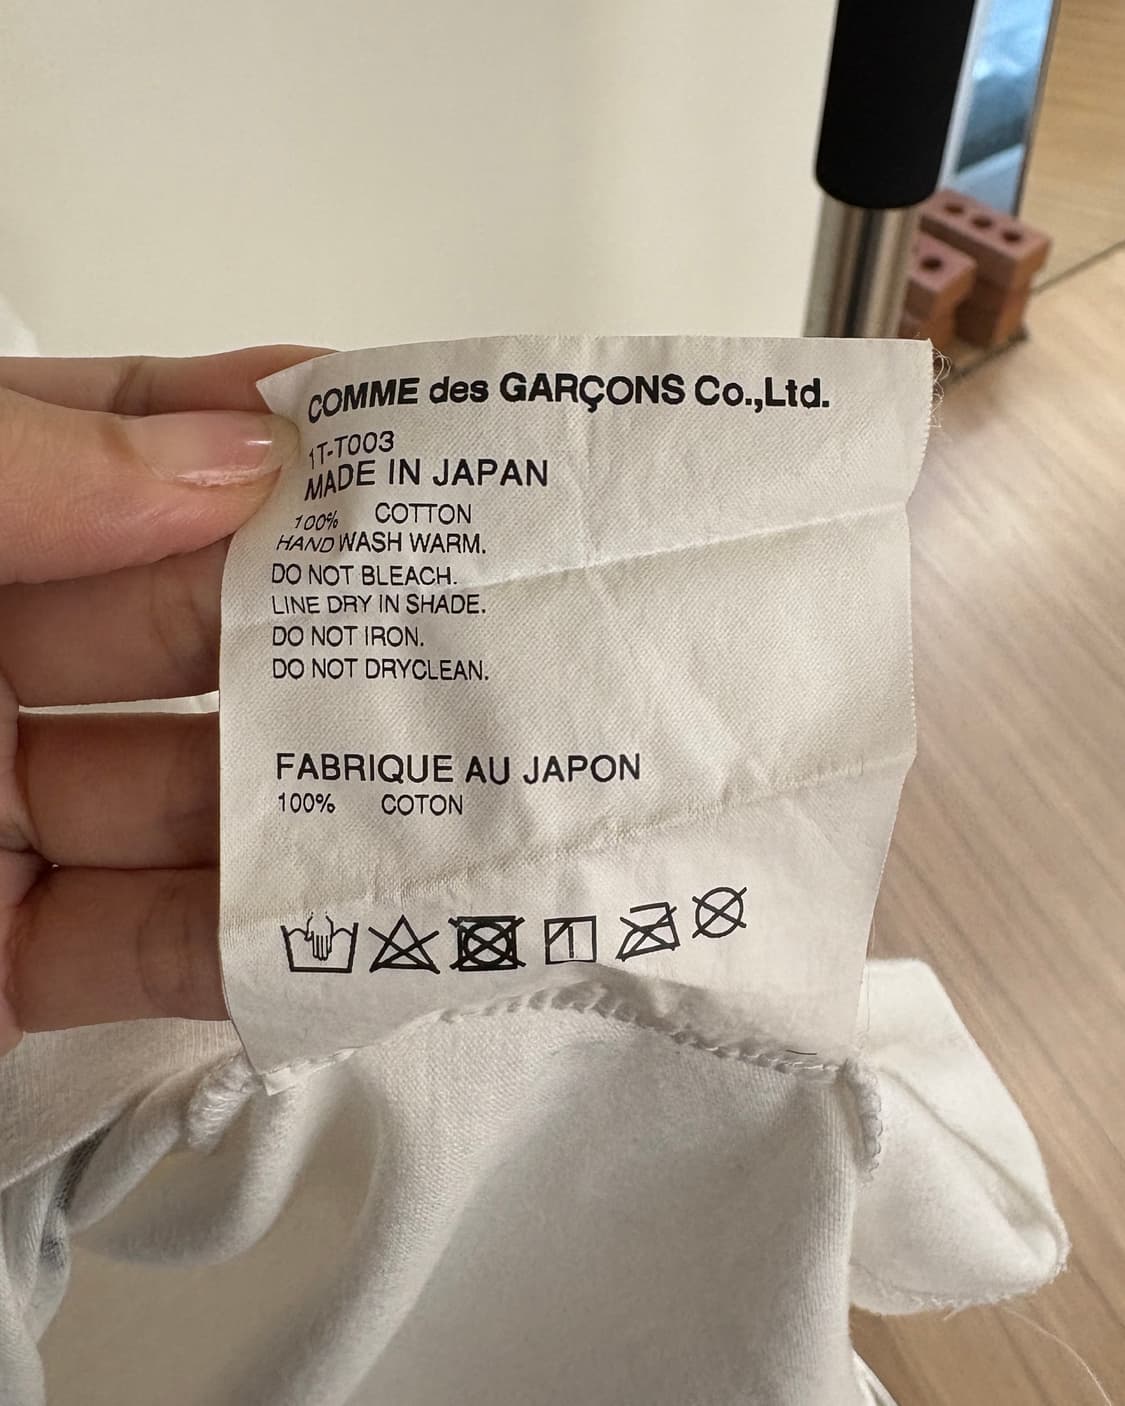 COMME des GARÇONS Co.,Ltd.
1T-T003
MADE IN JAPAN
100% COTTON
HAND WASH WARM.
DO NOT BLEACH.
LINE DRY IN SHADE.
DO NOT IRON.
DO NOT DRYCLEAN.
FABRIQUE AU JAPON
100% COTON